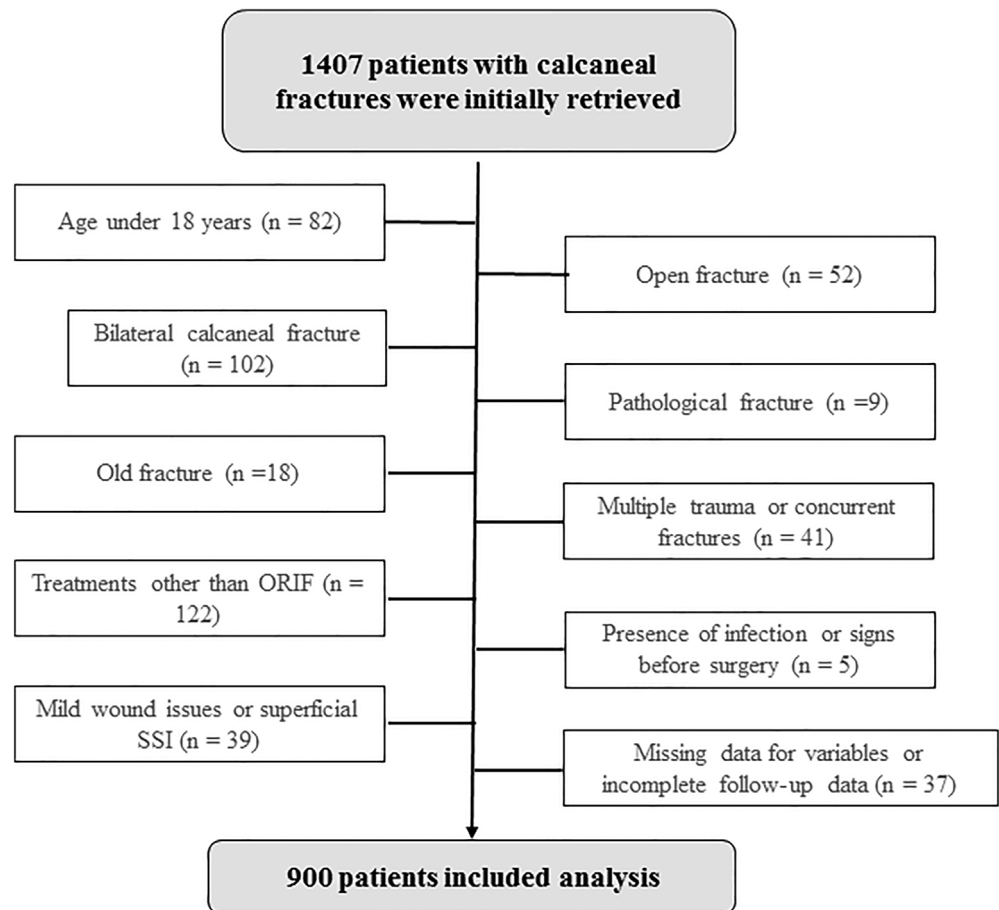 1407 patients with calcaneal
fractures were initially retrieved
Age under 18 years (n = 82)
Open fracture (n = 52)
Bilateral calcaneal fracture
(n = 102)
Pathological fracture (n =9)
Old fracture (n =18)
Multiple trauma or concurrent
fractures (n = 41)
Treatments other than ORIF (n =
122)
Presence of infection or signs
before surgery (n = 5)
Mild wound issues or superficial
SSI (n = 39)
Missing data for variables or
incomplete follow-up data (n = 37)
900 patients included analysis